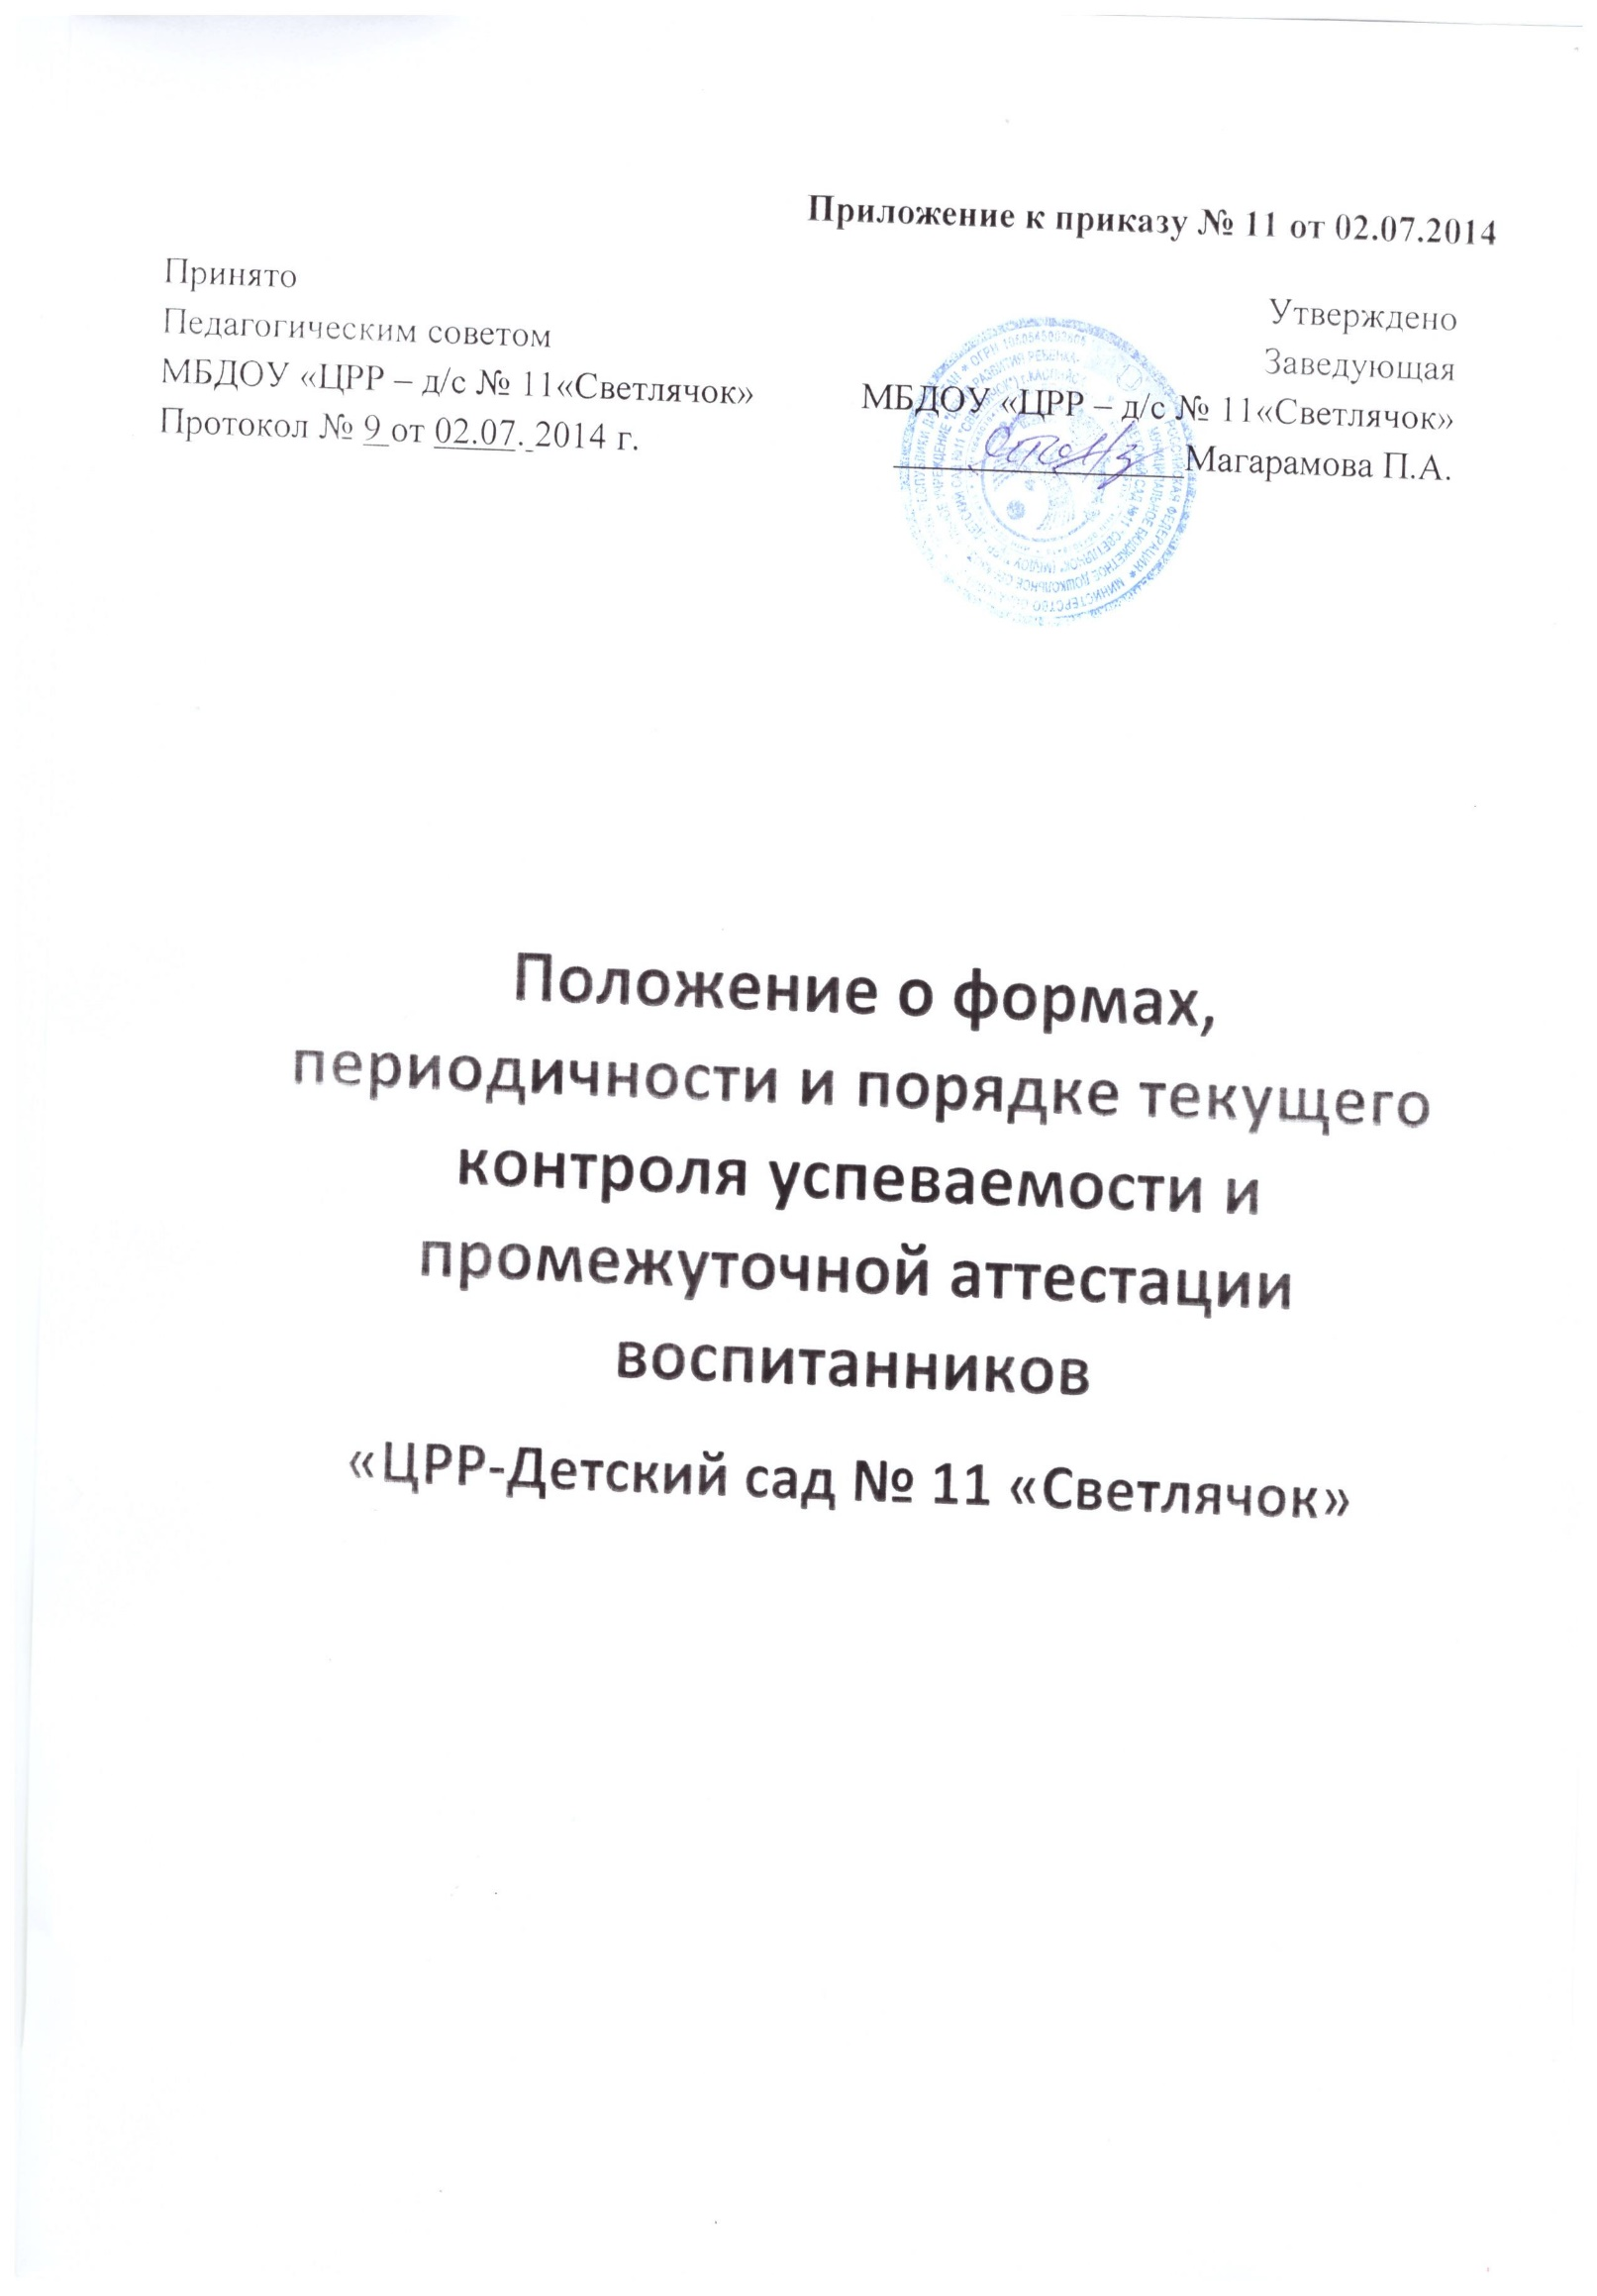 Приложение к приказу № 11 от 02.07.2014
Принято
Педагогическим советом
МБДОУ «ЦРР – д/с № 11«Светлячок»
Протокол № 9 от 02.07. 2014 г.
Утверждено
Заведующая
МБДОУ «ЦРР – д/с № 11«Светлячок»
Магарамова П.А.
Положение о формах,
периодичности и порядке текущего
контроля успеваемости и
промежуточной аттестации
воспитанников
«ЦРР-Детский сад № 11 «Светлячок»